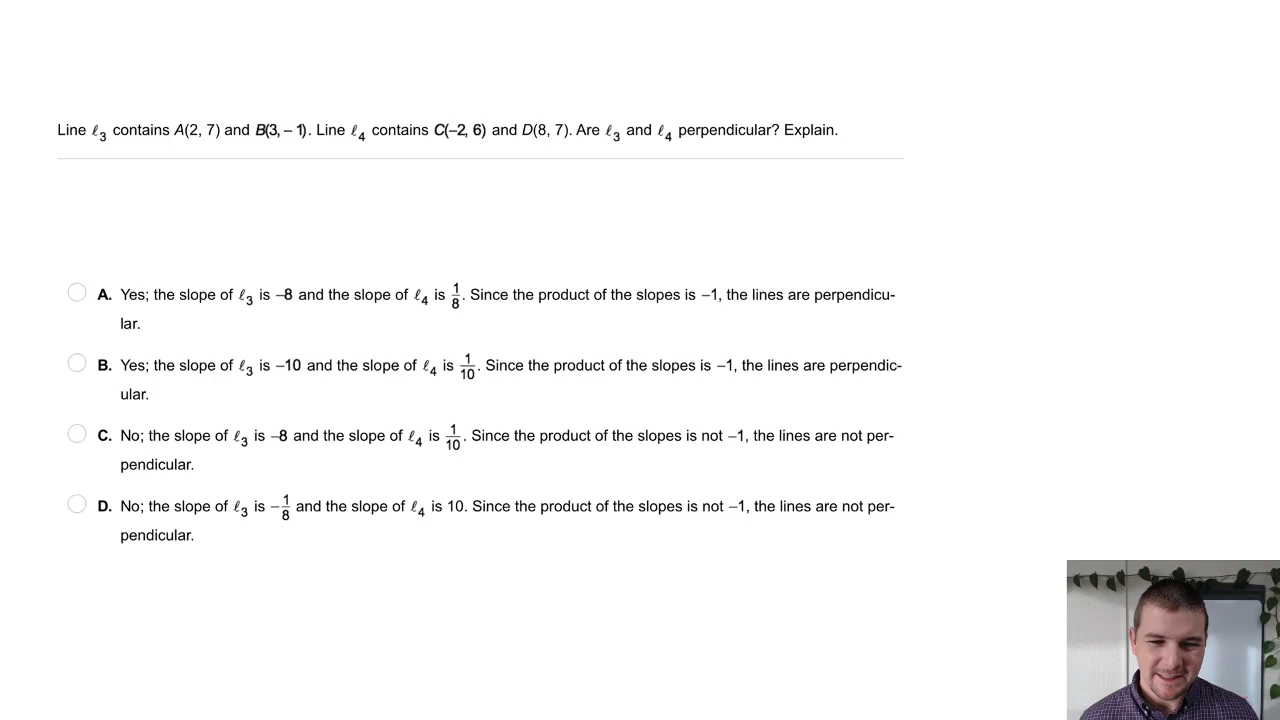 Line ℓ3 contains A(2, 7) and B(3, – 1). Line ℓ4 contains C(–2, 6) and D(8, 7). Are ℓ3 and ℓ4 perpendicular? Explain.
A. Yes; the slope of ℓ3 is –8 and the slope of ℓ4 is 1/8. Since the product of the slopes is –1, the lines are perpendicu-
lar.
B. Yes; the slope of ℓ3 is –10 and the slope of ℓ4 is 1/10. Since the product of the slopes is –1, the lines are perpendic-
ular.
C. No; the slope of ℓ3 is –8 and the slope of ℓ4 is 1/10. Since the product of the slopes is not –1, the lines are not per-
pendicular.
D. No; the slope of ℓ3 is –1/8 and the slope of ℓ4 is 10. Since the product of the slopes is not –1, the lines are not per-
pendicular.